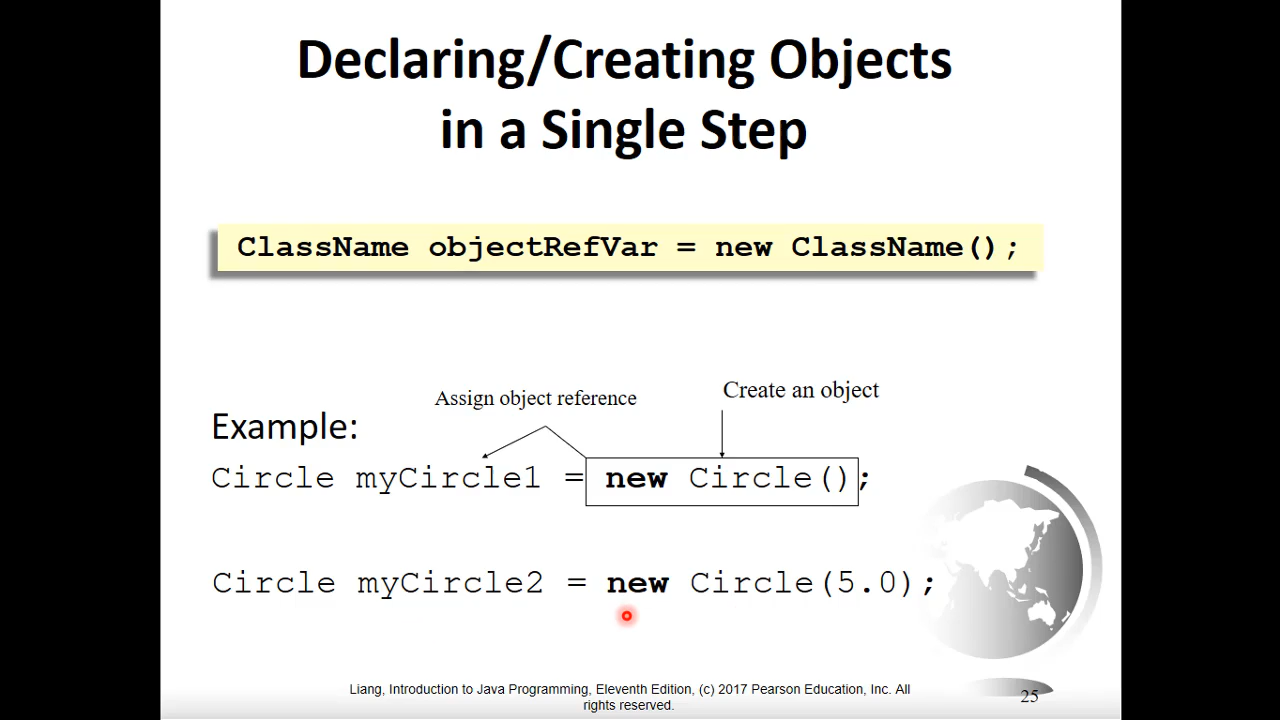 Declaring/Creating Objects
in a Single Step
ClassName objectRefVar = new ClassName();
Assign object reference
Create an object
Example:
Circle myCircle1 = new Circle();
Circle myCircle2 = new Circle(5.0);
Liang, Introduction to Java Programming, Eleventh Edition, (c) 2017 Pearson Education, Inc. All
rights reserved.
25